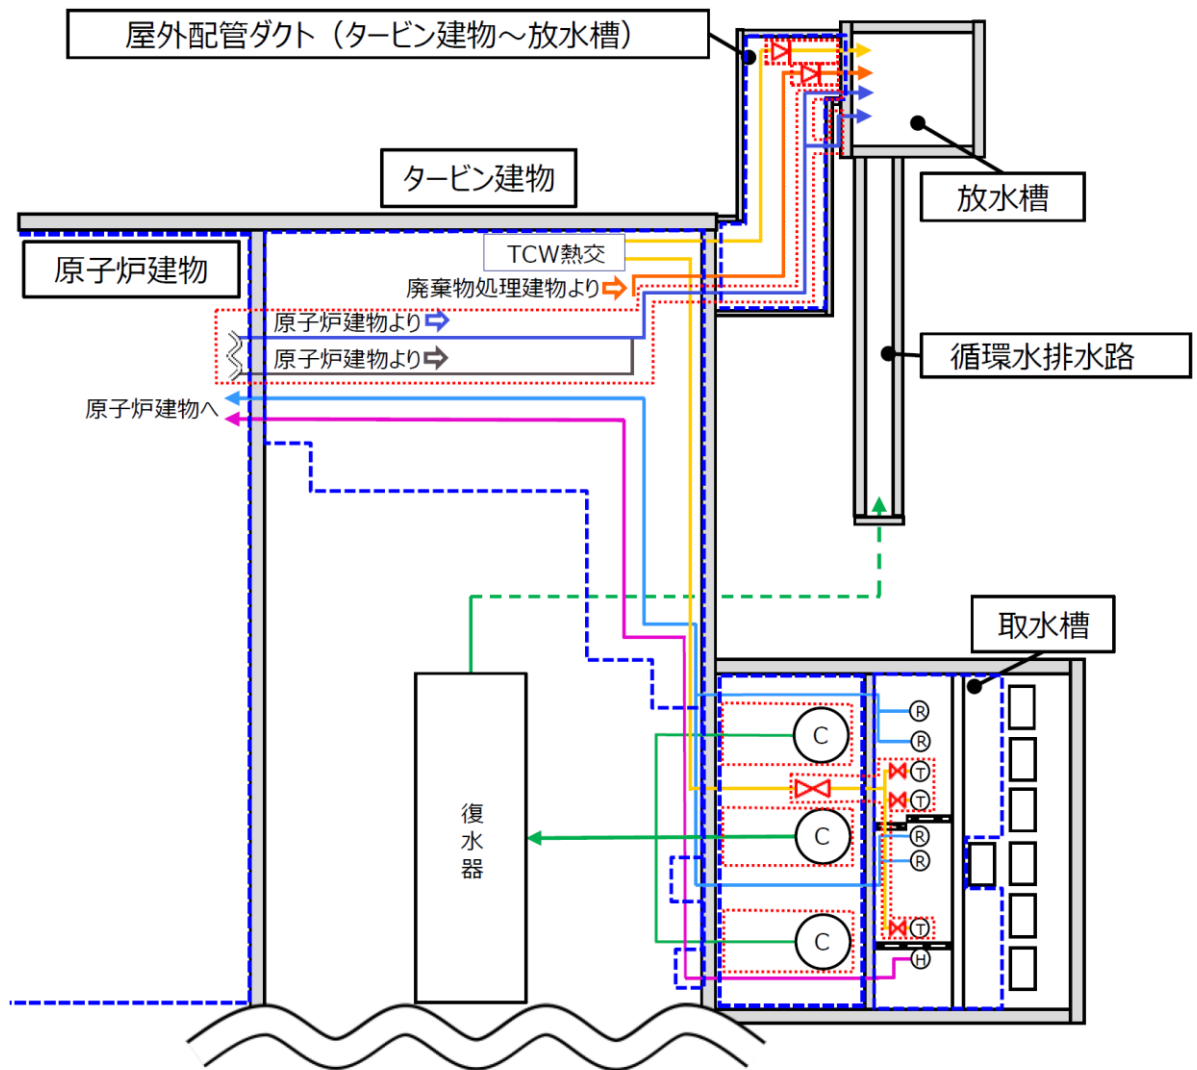 屋外配管ダクト（タービン建物～放水槽）
タービン建物
放水槽
原子炉建物
TCW熱交
廃棄物処理建物より
原子炉建物より
原子炉建物より
循環水排水路
原子炉建物へ
取水槽
R
C
R
T
T
復水器
C
R
R
T
C
H